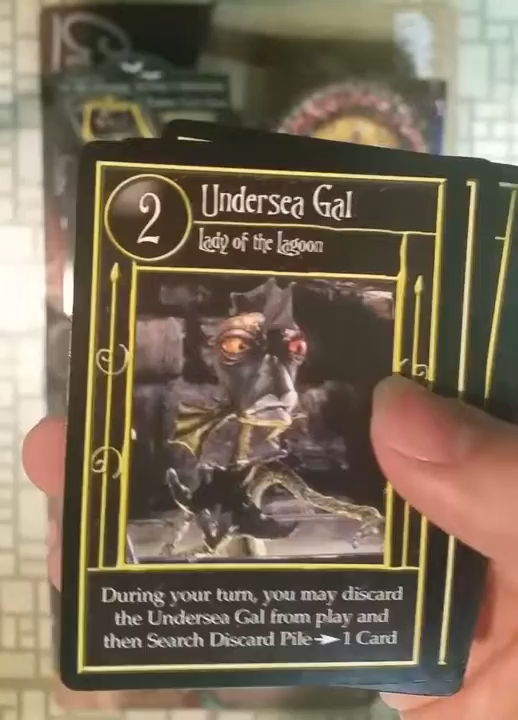 2
Undersea Gal
Lady of the Lagoon
During your turn, you may discard
the Undersea Gal from play and
then Search Discard Pile → 1 Card